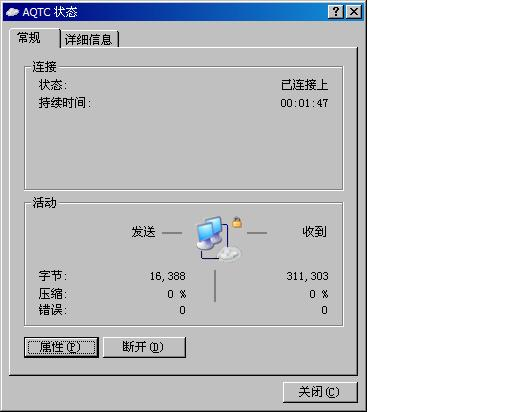 AQTC 状态
常规 详细信息
连接
状态: 已连接上
持续时间: 00:01:47
活动
发送 收到
字节: 16,388 311,303
压缩: 0 % 0 %
错误: 0 0
属性(P) 断开(D)
关闭(C)